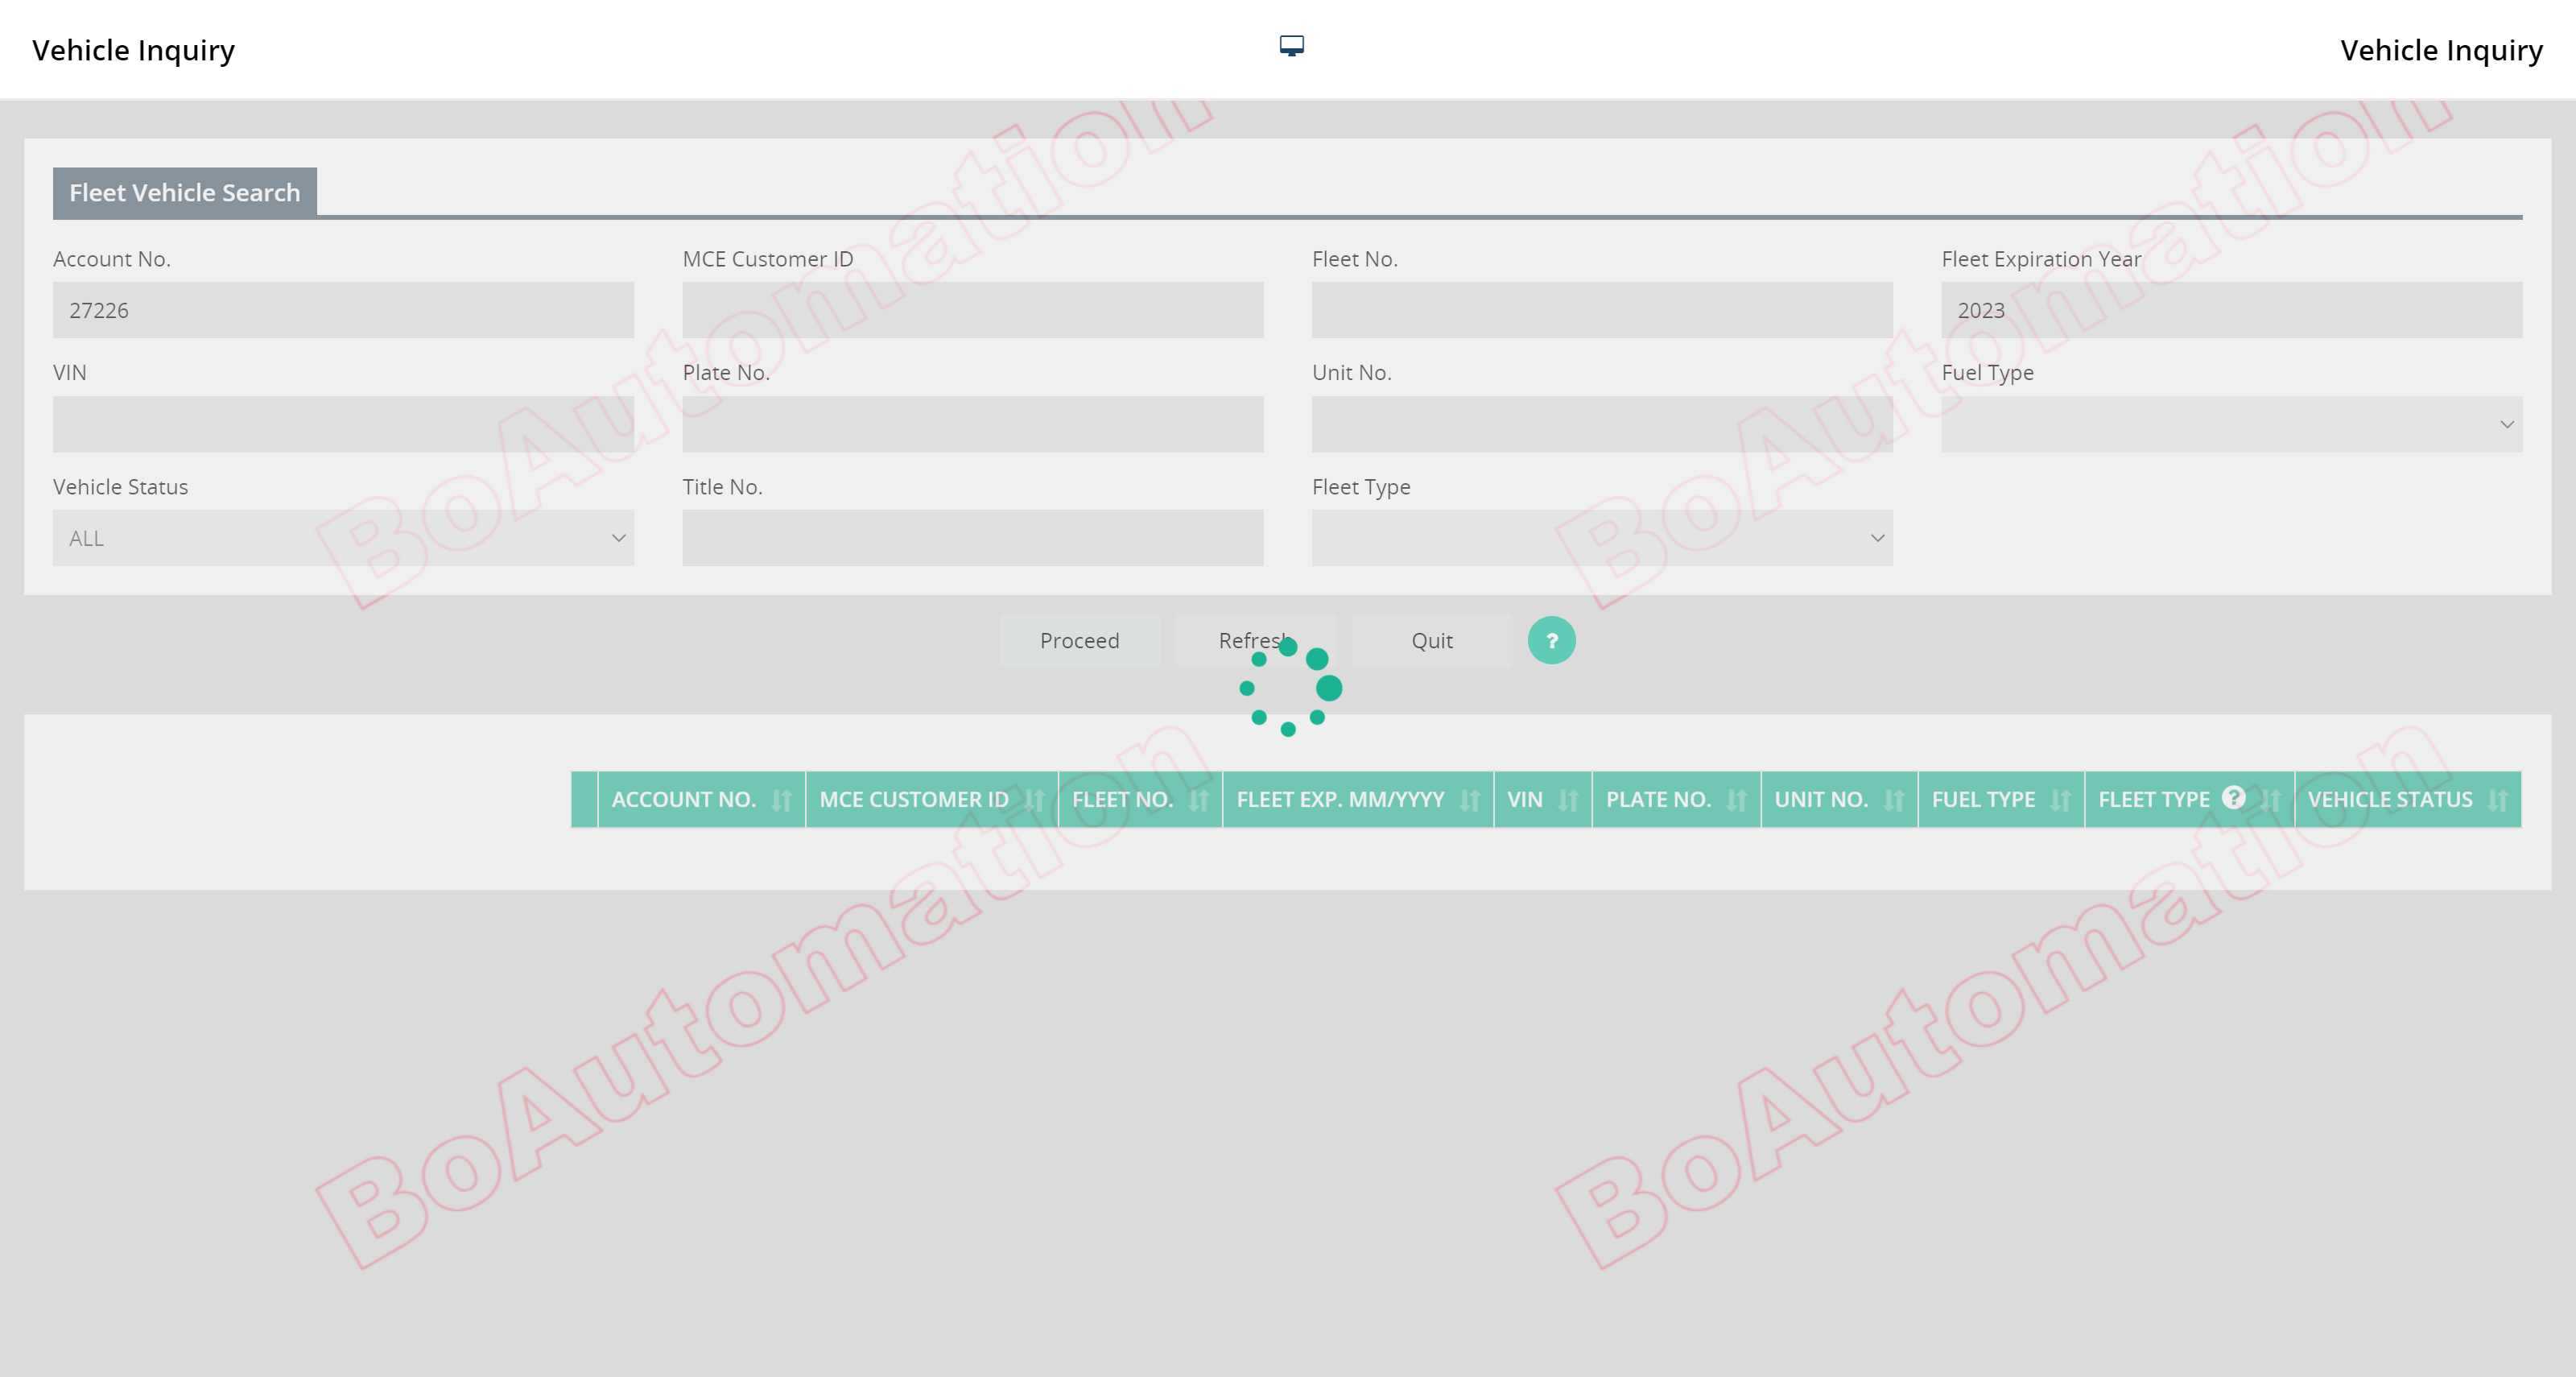 Vehicle Inquiry
Vehicle Inquiry
Fleet Vehicle Search
Account No.
MCE Customer ID
Fleet No.
Fleet Expiration Year
27226
2023
VIN
Plate No.
Unit No.
Fuel Type
Vehicle Status
Title No.
Fleet Type
ALL
Proceed
Refresh
Quit
?
ACCOUNT NO. MCE CUSTOMER ID FLEET NO. FLEET EXP. MM/YYYY VIN PLATE NO. UNIT NO. FUEL TYPE FLEET TYPE ? VEHICLE STATUS
BoAutomation
BoAutomation
BoAutomation
BoAutomation